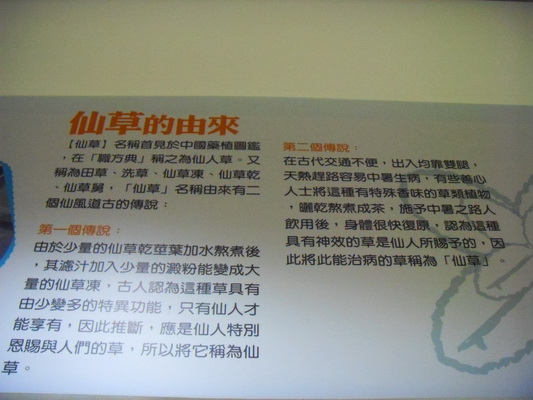 仙草的由來
【仙草】名稱首見於中國藥植圖鑑
，在「職方典」稱之為仙人草。又
稱為田草、洗草、仙草凍、仙草乾
、仙草舅，「仙草」名稱由來有二
個仙風道古的傳說：
第一個傳說：
由於少量的仙草乾莖葉加水熬煮後
，其濾汁加入少量的澱粉能變成大
量的仙草凍，古人認為這種草具有
由少變多的特異功能，只有仙人才
能享有，因此推斷，應是仙人特別
恩賜與人們的草，所以將它稱為仙
草。
第二個傳說：
在古代交通不便，出入均靠雙腿，
天熱趕路容易中暑生病，有些善心
人士將這種有特殊香味的草類植物
，曬乾熬煮成茶，施予中暑之路人
飲用後，身體很快復原，認為這種
具有神效的草是仙人所賜予的，因
此將此能治病的草稱為「仙草」。